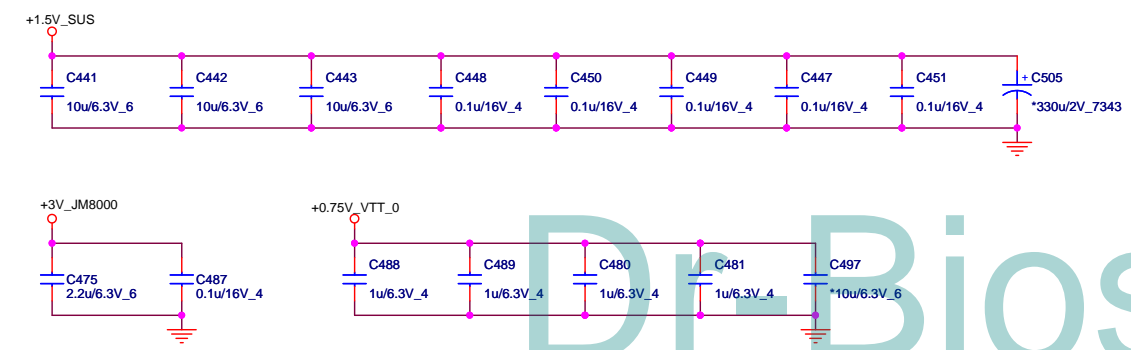 +1.5V_SUS
C441 C442 C443 C448 C450 C449 C447 C451 + C505
10u/6.3V_6 10u/6.3V_6 10u/6.3V_6 0.1u/16V_4 0.1u/16V_4 0.1u/16V_4 0.1u/16V_4 0.1u/16V_4 *330u/2V_7343
+3V_JM8000 +0.75V_VTT_0
C475 C487 C488 C489 C480 C481 C497
2.2u/6.3V_6 0.1u/16V_4 1u/6.3V_4 1u/6.3V_4 1u/6.3V_4 1u/6.3V_4 *10u/6.3V_6
Dr-Bios